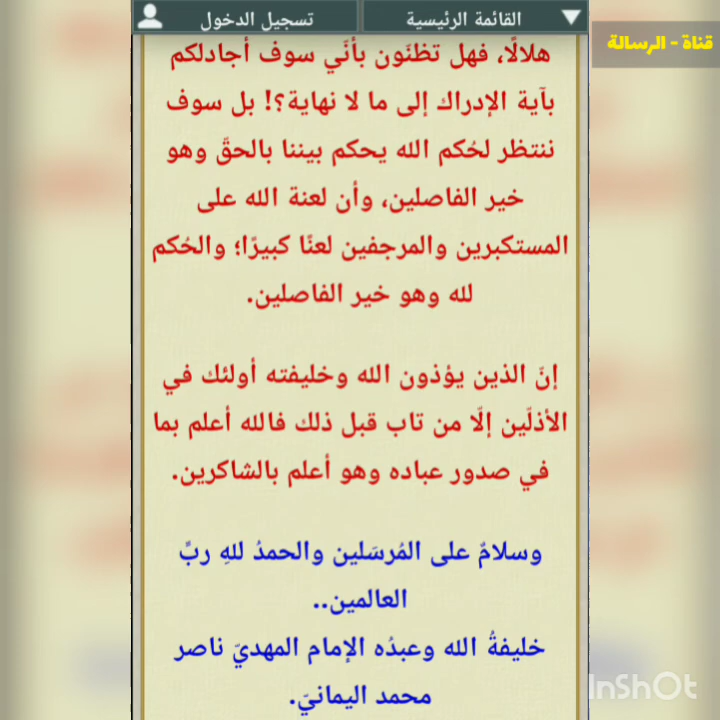 القائمة الرئيسية
تسجيل الدخول
قناة - الرسالة
هلالًا، فهل تظنّون بأنّي سوف أجادلكم
بآية الإدراك إلى ما لا نهاية؟! بل سوف
ننتظر لحُكم الله يحكم بيننا بالحقّ وهو
خير الفاصلين، وأن لعنة الله على
المستكبرين والمرجفين لعنًا كبيرًا؛ والحُكم
لله وهو خير الفاصلين.
إنّ الذين يؤذون الله وخليفته أولئك في
الأذلّين إلّا من تاب قبل ذلك فالله أعلم بما
في صدور عباده وهو أعلم بالشاكرين.
وسلامٌ على المُرسَلين والحمدُ للهِ ربِّ
العالمين..
خليفةُ الله وعبدُه الإمام المهديّ ناصر
محمد اليمانيّ.
InShOt